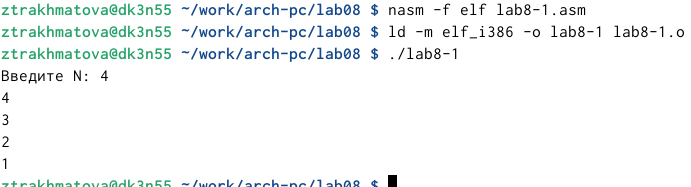 ztrakhmatova@dk3n55 ~/work/arch-pc/lab08 $ nasm -f elf lab8-1.asm
ztrakhmatova@dk3n55 ~/work/arch-pc/lab08 $ ld -m elf_i386 -o lab8-1 lab8-1.o
ztrakhmatova@dk3n55 ~/work/arch-pc/lab08 $ ./lab8-1
Введите N: 4
4
3
2
1
ztrakhmatova@dk3n55 ~/work/arch-pc/lab08 $